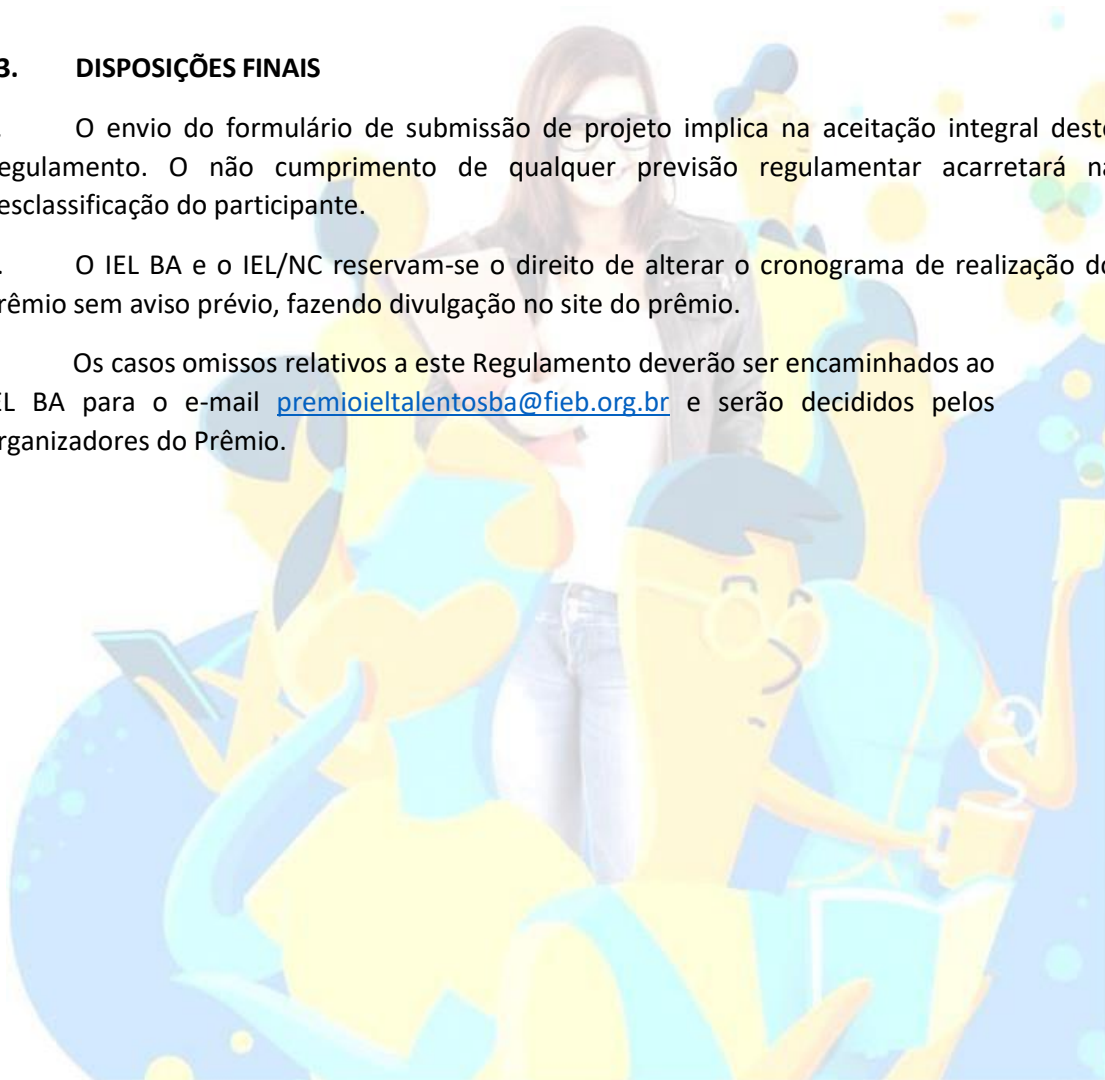 3. DISPOSIÇÕES FINAIS
. O envio do formulário de submissão de projeto implica na aceitação integral deste
egulamento. O não cumprimento de qualquer previsão regulamentar acarretará na
esclassificação do participante.
. O IEL BA e o IEL/NC reservam-se o direito de alterar o cronograma de realização do
rêmio sem aviso prévio, fazendo divulgação no site do prêmio.
Os casos omissos relativos a este Regulamento deverão ser encaminhados ao
EL BA para o e-mail premioieltalentosba@fieb.org.br e serão decididos pelos
rganizadores do Prêmio.